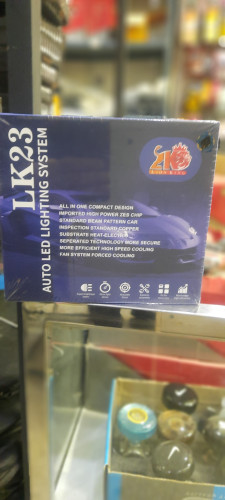 LK23
AUTO LED LIGHTING SYSTEM
ALL IN ONE COMPACT DESIGN
IMPORTED HIGH POWER ZES CHIP
STANDARD BEAM PATTERN CAR
INSPECTION STANDARD COPPER
SUBSTRATE HEAT-ELECTRIC
SEPERATED TECHNOLOGY MORE SECURE
MORE EFFICIENT HIGH SPEED COOLING
FAN SYSTEM FORCED COOLING